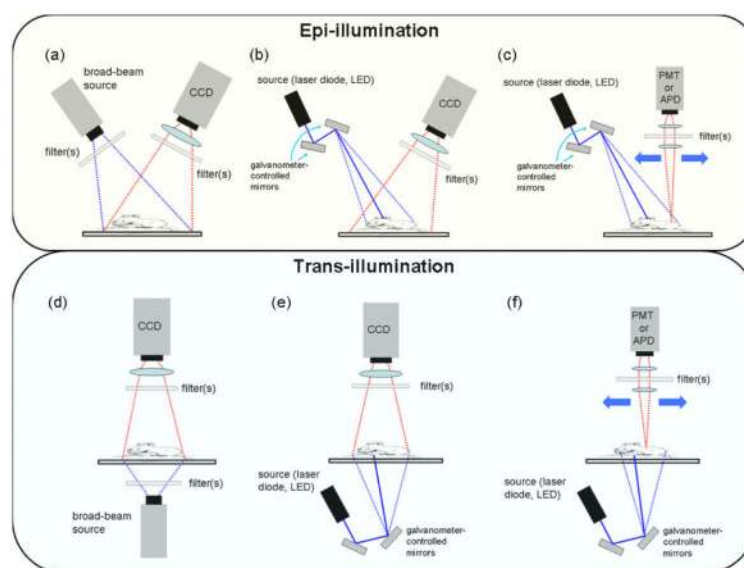 Epi-illumination
(a)
broad-beam
source
CCD
filter(s)
filter(s)
(b)
source (laser diode, LED)
CCD
galvanometer-
controlled
mirrors
filter(s)
(c)
source (laser diode, LED)
PMT
or
APD
filter(s)
galvanometer-
controlled
mirrors
Trans-illumination
(d)
CCD
filter(s)
filter(s)
broad-beam
source
(e)
CCD
filter(s)
source (laser
diode, LED)
galvanometer-
controlled
mirrors
(f)
PMT
or
APD
filter(s)
source (laser
diode, LED)
galvanometer-
controlled
mirrors